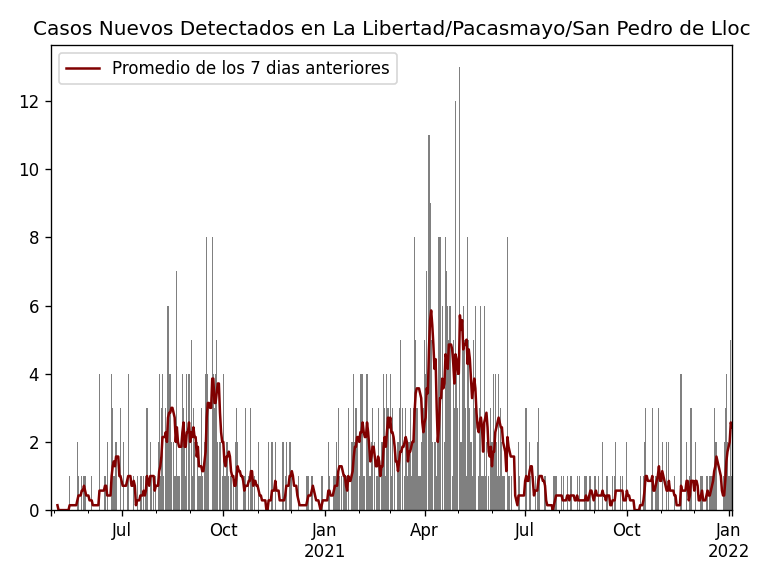 Casos Nuevos Detectados en La Libertad/Pacasmayo/San Pedro de Lloc
Promedio de los 7 dias anteriores
12
10
8
6
4
2
0
Jul Oct Jan Apr Jul Oct Jan
2021 2022